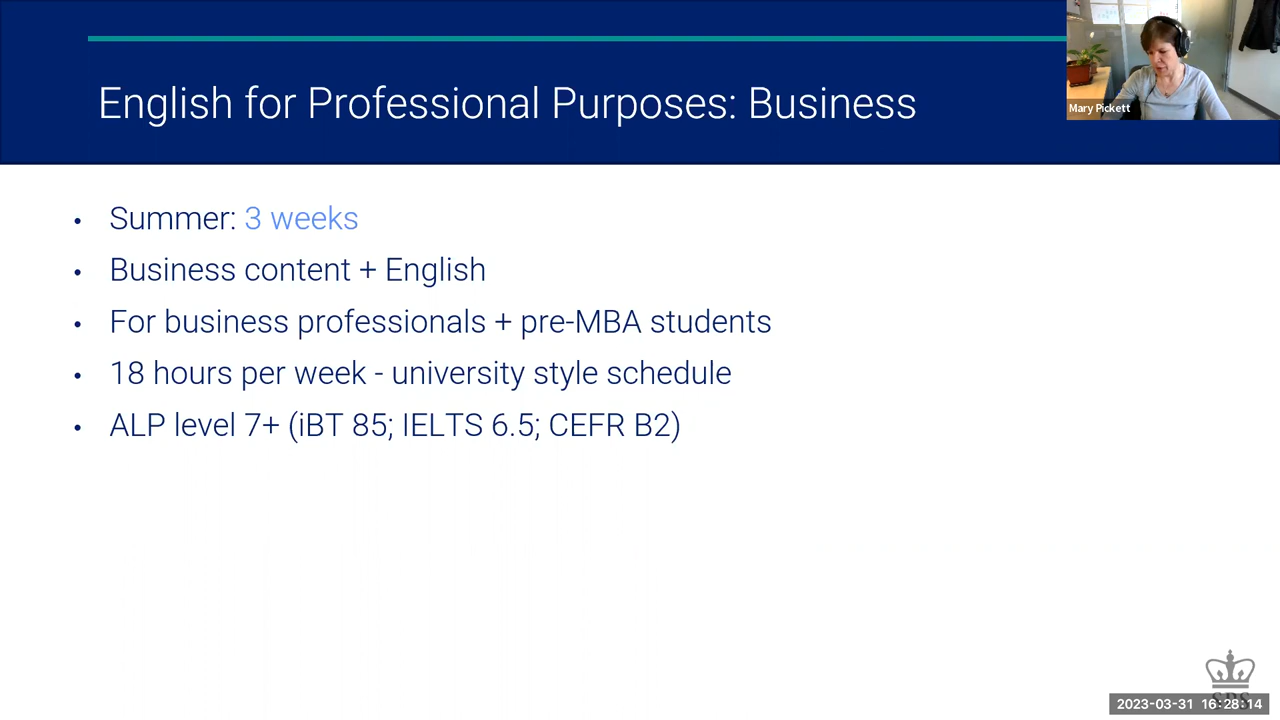 English for Professional Purposes: Business
Mary Pickett
• Summer: 3 weeks
• Business content + English
• For business professionals + pre-MBA students
• 18 hours per week - university style schedule
• ALP level 7+ (iBT 85; IELTS 6.5; CEFR B2)
SPS
2023-03-31 16:28:14